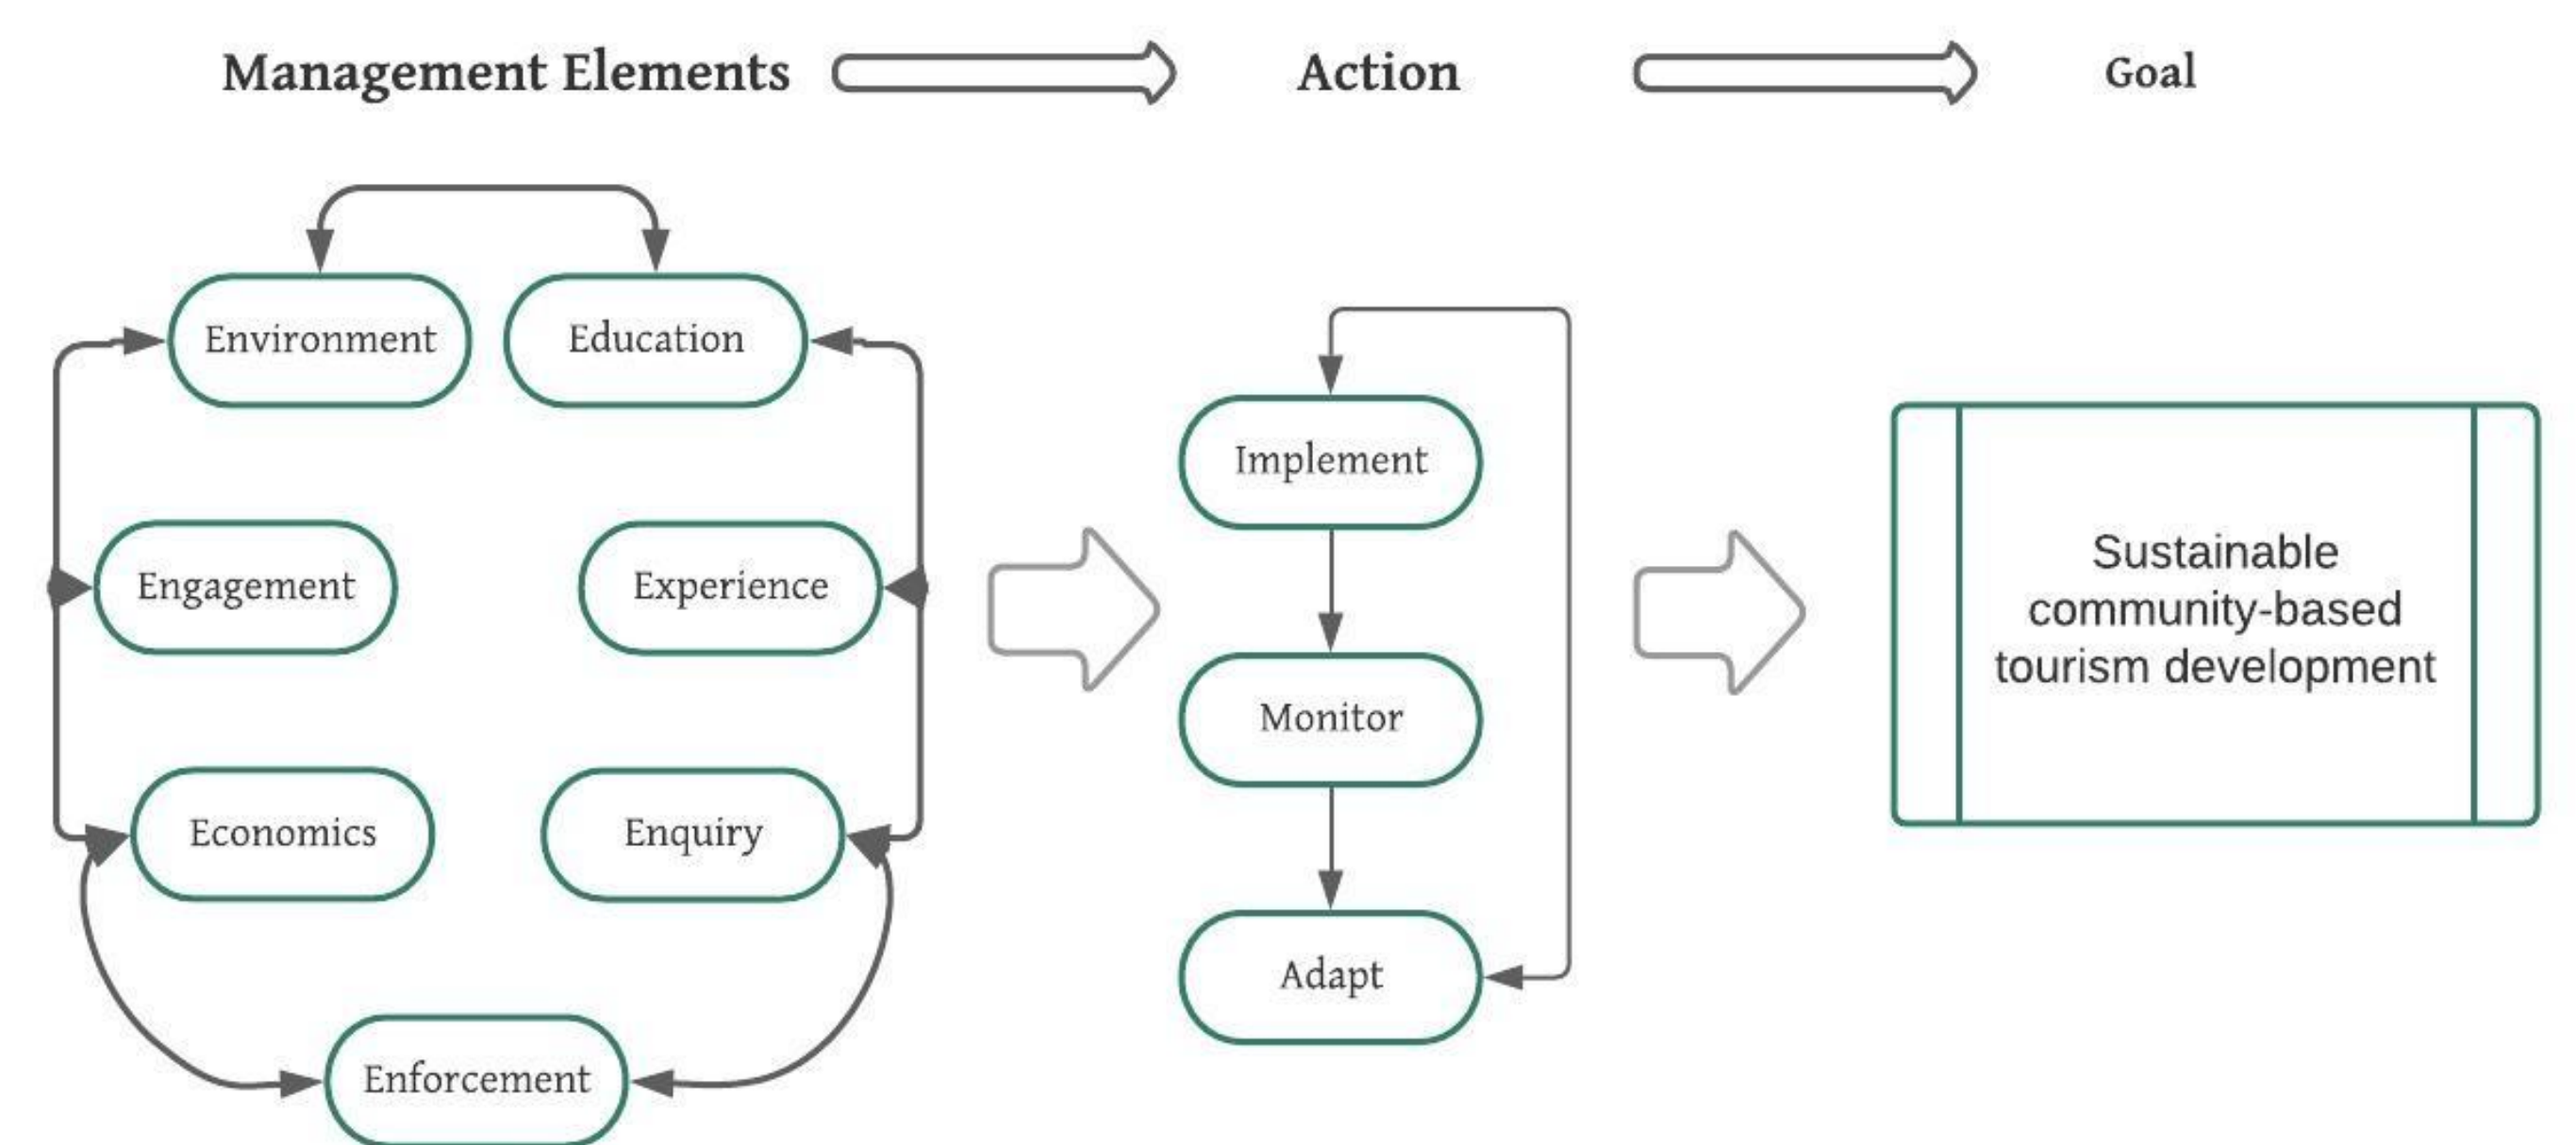 Management Elements
Action
Goal
Environment
Education
Engagement
Experience
Economics
Enquiry
Enforcement
Implement
Monitor
Adapt
Sustainable
community-based
tourism development